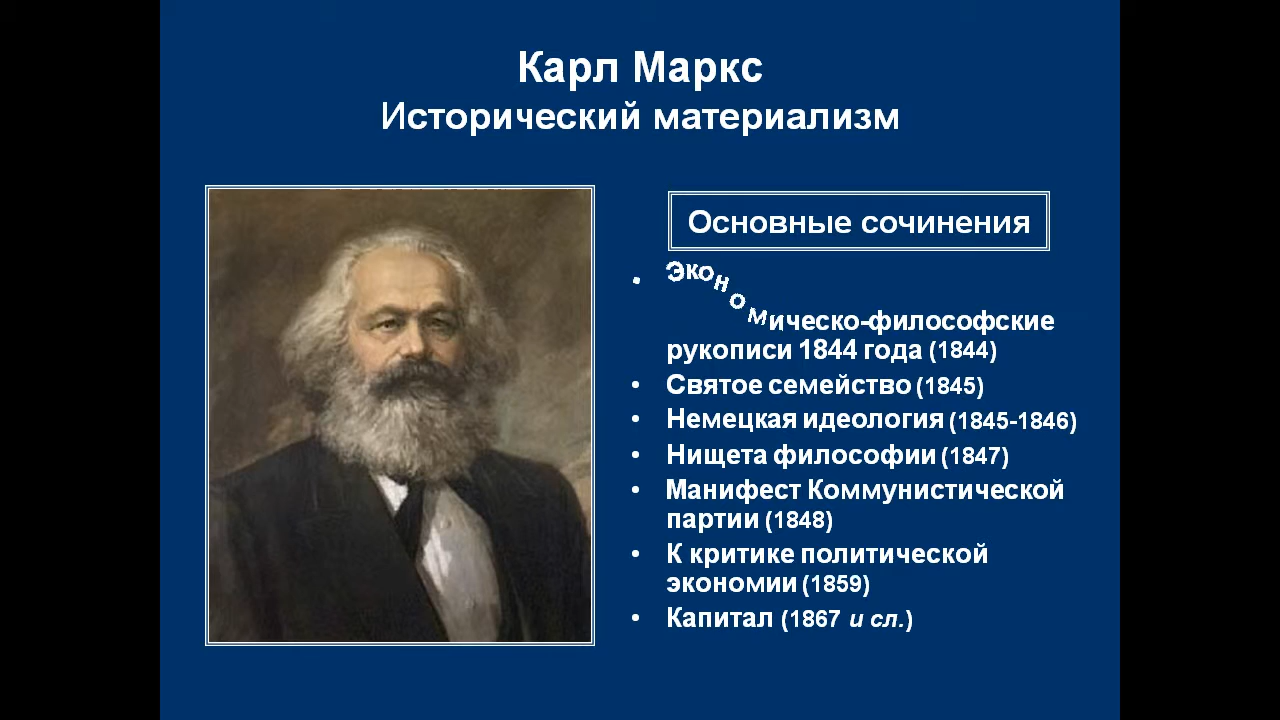 Карл Маркс
Исторический материализм
Основные сочинения
• Экономическо-философские
рукописи 1844 года (1844)
• Святое семейство (1845)
• Немецкая идеология (1845-1846)
• Нищета философии (1847)
• Манифест Коммунистической
партии (1848)
• К критике политической
экономии (1859)
• Капитал (1867 и сл.)